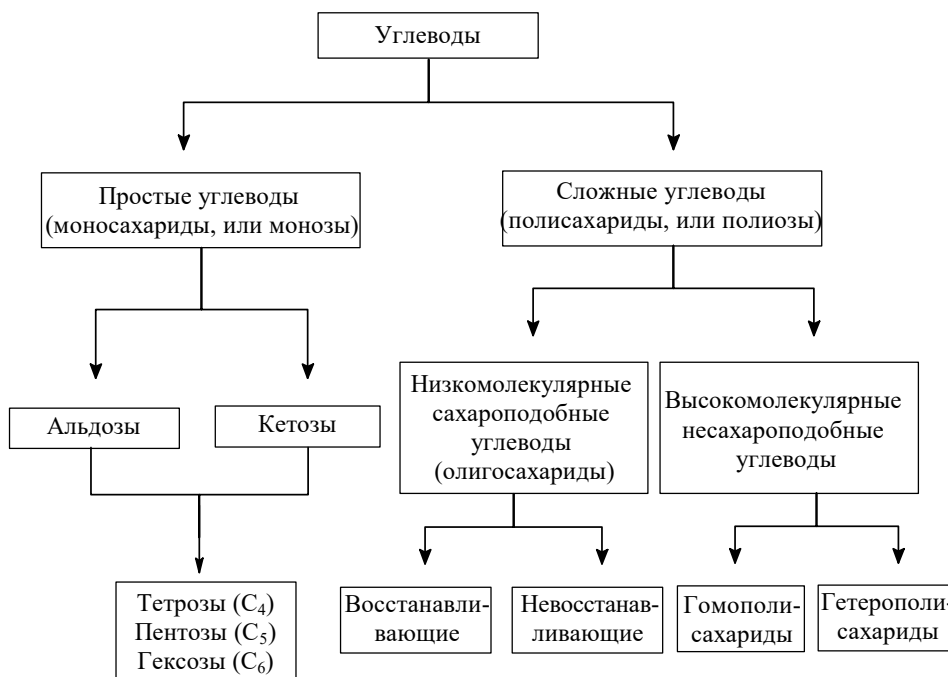 Углеводы
Простые углеводы
(моносахариды, или монозы)
Сложные углеводы
(полисахариды, или полиозы)
Альдозы
Кетозы
Низкомолекулярные
сахароподобные
углеводы
(олигосахариды)
Высокомолекулярные
несахароподобные
углеводы
Тетрозы (C₄)
Пентозы (C₅)
Гексозы (C₆)
Восстанавли-
вающие
Невосстанав-
ливающие
Гомополи-
сахариды
Гетерополи-
сахариды